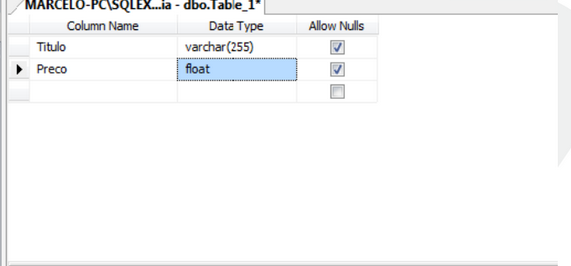 MARCELO-PC\SQLEX...ia - dbo.Table_1*
Column Name Data Type Allow Nulls
Titulo varchar(255)
Preco float